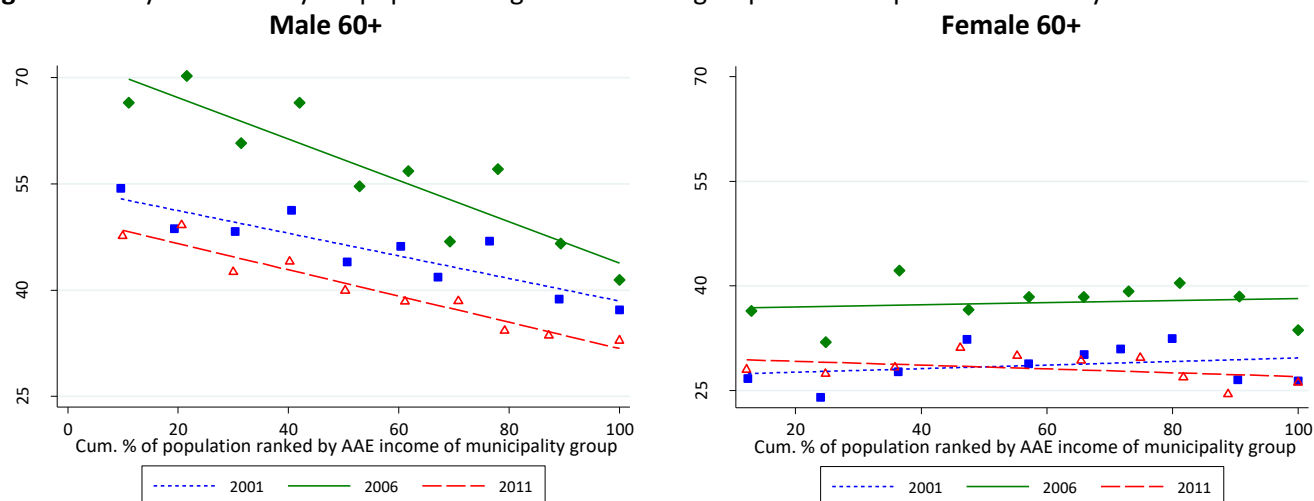 Male 60+
70
55
40
25
0 20 40 60 80 100
Cum. % of population ranked by AAE income of municipality group
2001 2006 2011
Female 60+
70
55
40
25
20 40 60 80 100
Cum. % of population ranked by AAE income of municipality group
2001 2006 2011